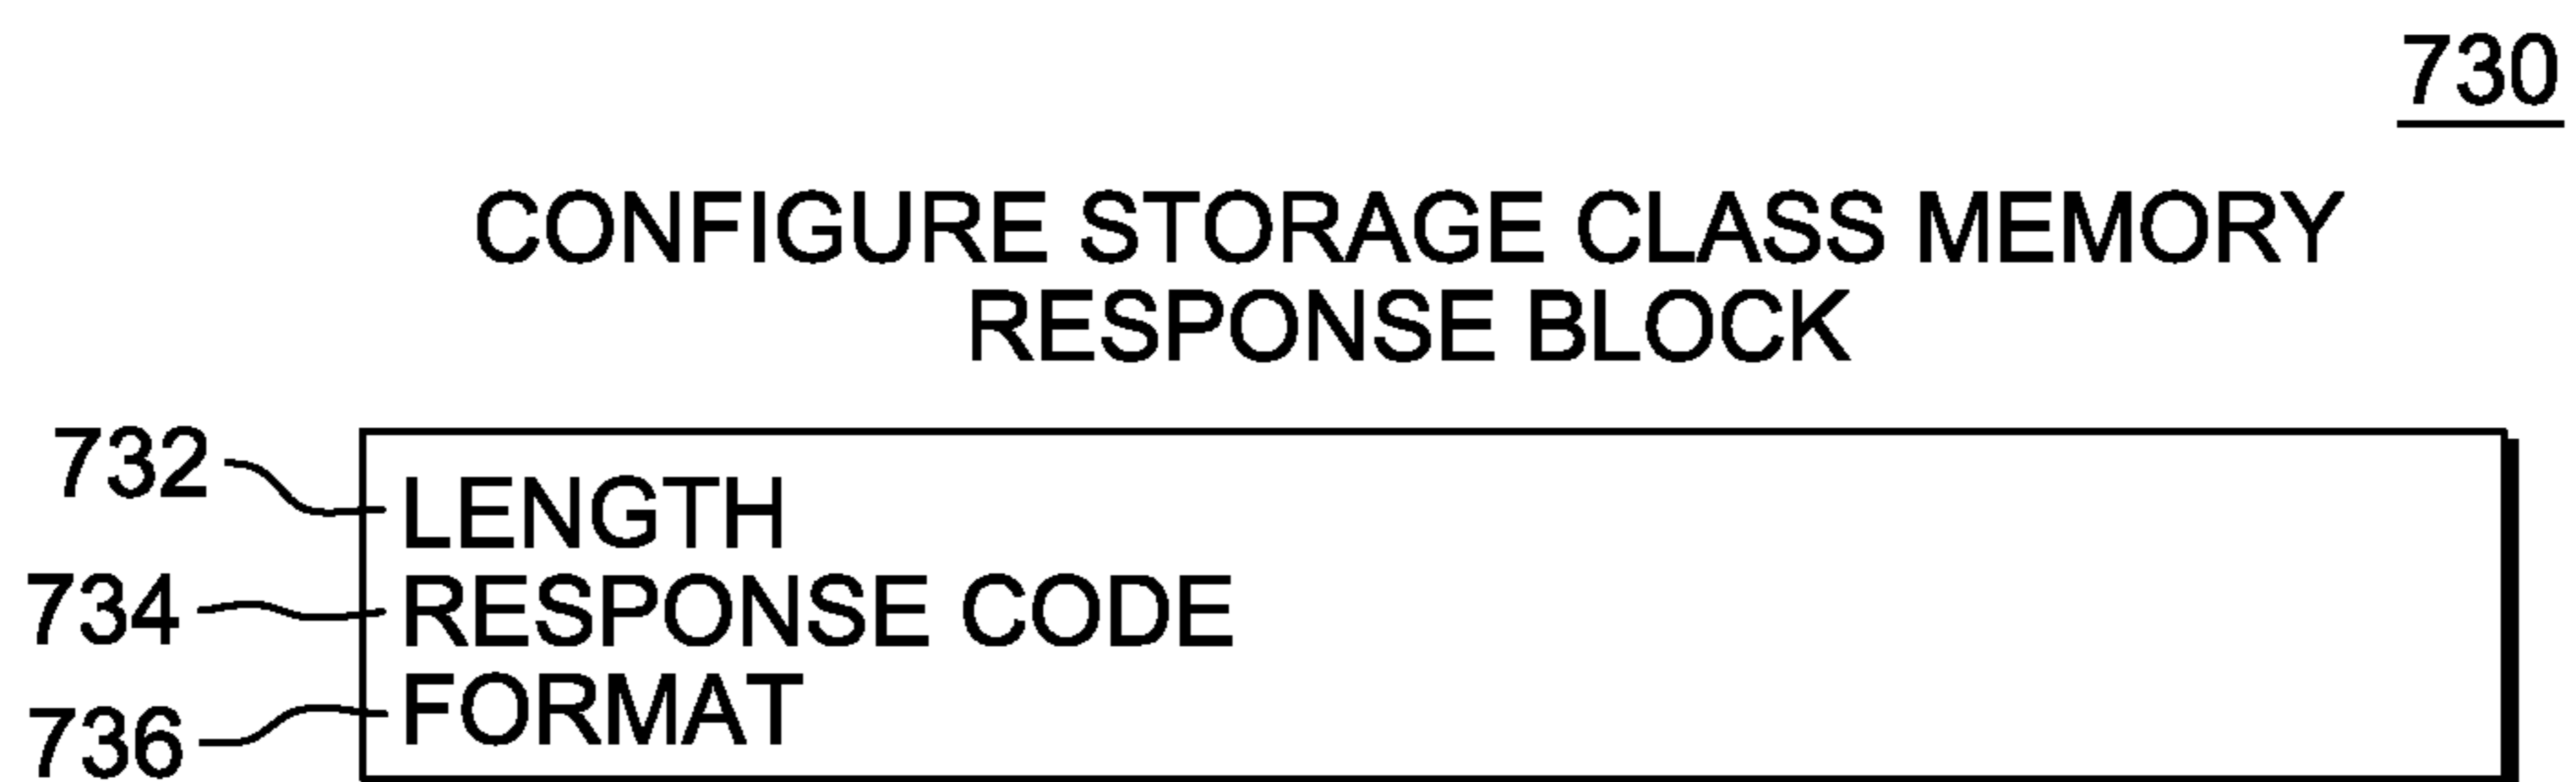 730
CONFIGURE STORAGE CLASS MEMORY
RESPONSE BLOCK
732 LENGTH
734 RESPONSE CODE
736 FORMAT